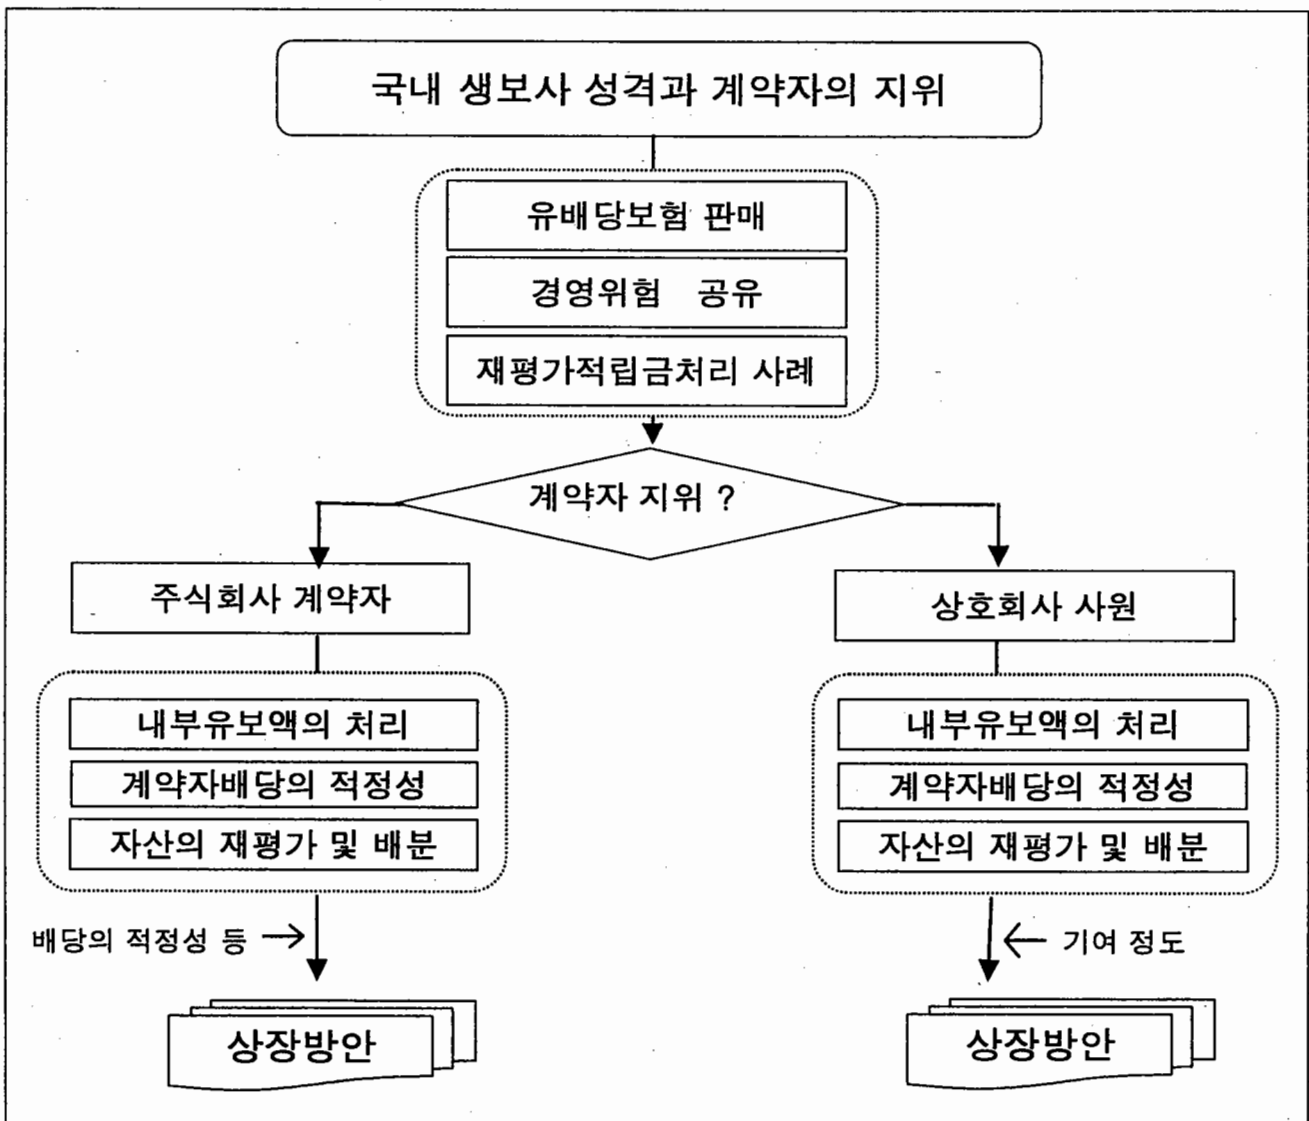 국내 생보사 성격과 계약자의 지위
유배당보험 판매
경영위험 공유
재평가적립금처리 사례
계약자 지위 ?
주식회사 계약자
내부유보액의 처리
계약자배당의 적정성
자산의 재평가 및 배분
배당의 적정성 등
상장방안
상호회사 사원
내부유보액의 처리
계약자배당의 적정성
자산의 재평가 및 배분
기여 정도
상장방안